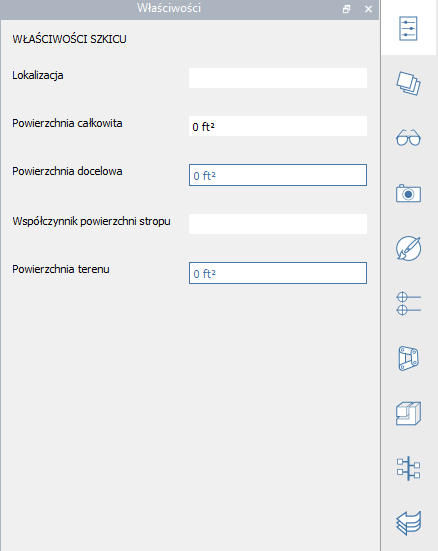 Właściwości
WŁAŚCIWOŚCI SZKICU
Lokalizacja
Powierzchnia całkowita 0 ft²
Powierzchnia docelowa 0 ft²
Współczynnik powierzchni stropu
Powierzchnia terenu 0 ft²